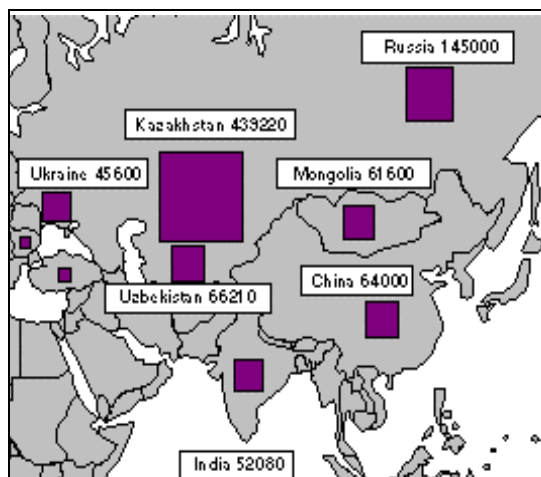 Russia 145000
Kazakhstan 439220
Ukraine 45600
Mongolia 61600
China 64000
Uzbekistan 66210
India 52080